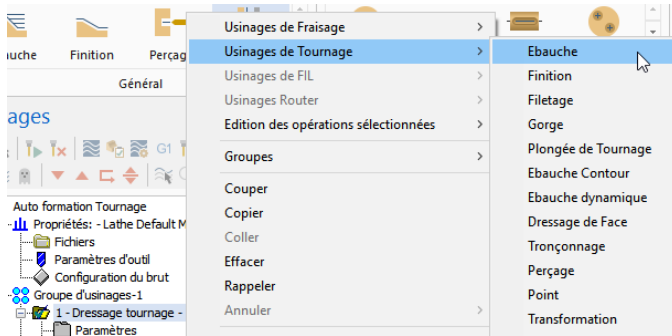 Finition
Général
Auto formation Tournage
Propriétés: - Lathe Default M
Fichiers
Paramètres d'outil
Configuration du brut
Groupe d'usinages-1
1 - Dressage tournage -
Paramètres
G1
Usinages de Fraisage
Usinages de Tournage
Usinages de FIL
Usinages Router
Edition des opérations sélectionnées
Groupes
Couper
Copier
Coller
Effacer
Rappeler
Annuler
Ebauche
Finition
Filetage
Gorge
Plongée de Tournage
Ebauche Contour
Ebauche dynamique
Dressage de Face
Tronçonnage
Perçage
Point
Transformation